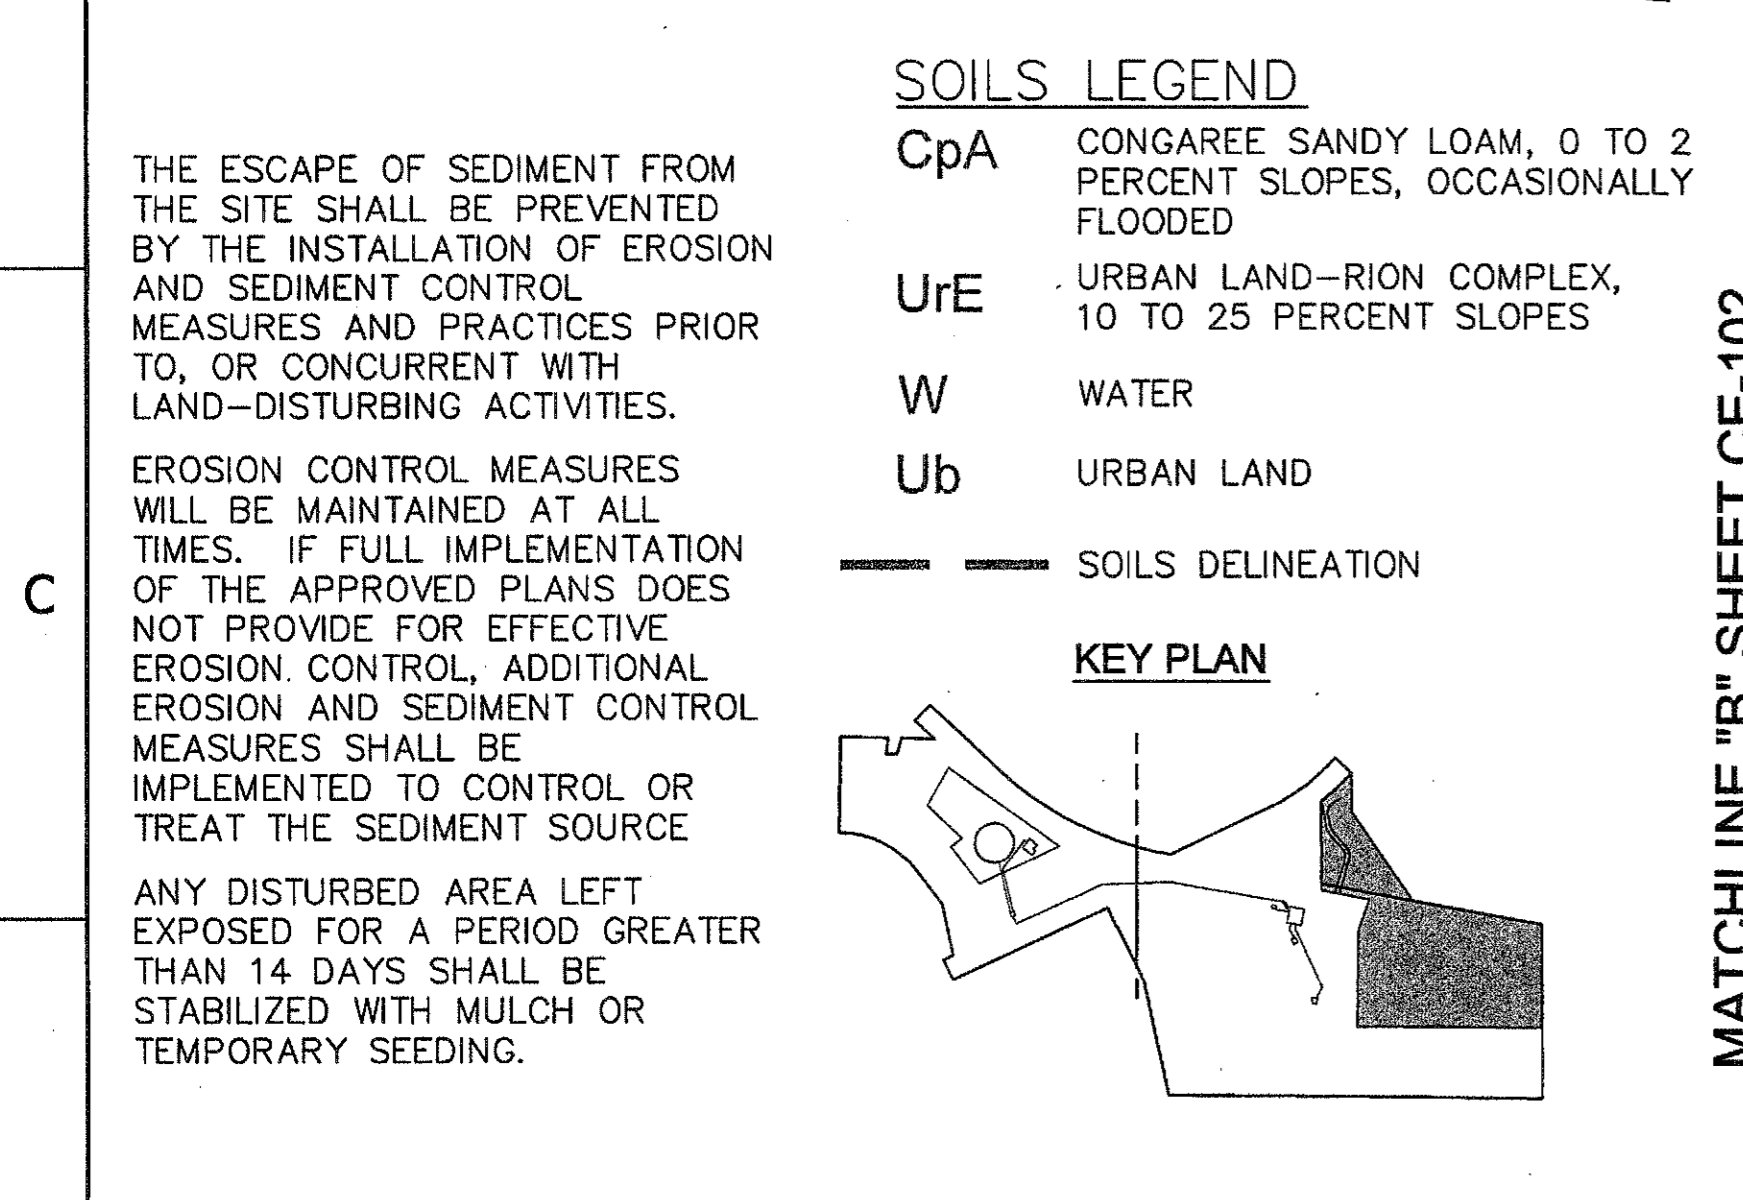 C
THE ESCAPE OF SEDIMENT FROM
THE SITE SHALL BE PREVENTED
BY THE INSTALLATION OF EROSION
AND SEDIMENT CONTROL
MEASURES AND PRACTICES PRIOR
TO, OR CONCURRENT WITH
LAND-DISTURBING ACTIVITIES.
EROSION CONTROL MEASURES
WILL BE MAINTAINED AT ALL
TIMES. IF FULL IMPLEMENTATION
OF THE APPROVED PLANS DOES
NOT PROVIDE FOR EFFECTIVE
EROSION CONTROL, ADDITIONAL
EROSION AND SEDIMENT CONTROL
MEASURES SHALL BE
IMPLEMENTED TO CONTROL OR
TREAT THE SEDIMENT SOURCE
ANY DISTURBED AREA LEFT
EXPOSED FOR A PERIOD GREATER
THAN 14 DAYS SHALL BE
STABILIZED WITH MULCH OR
TEMPORARY SEEDING.
SOILS LEGEND
CpA CONGAREE SANDY LOAM, 0 TO 2
PERCENT SLOPES, OCCASIONALLY
FLOODED
UrE URBAN LAND-RION COMPLEX,
10 TO 25 PERCENT SLOPES
W WATER
Ub URBAN LAND
SOILS DELINEATION
KEY PLAN
MATCHLINE "B" SHEET CE-102